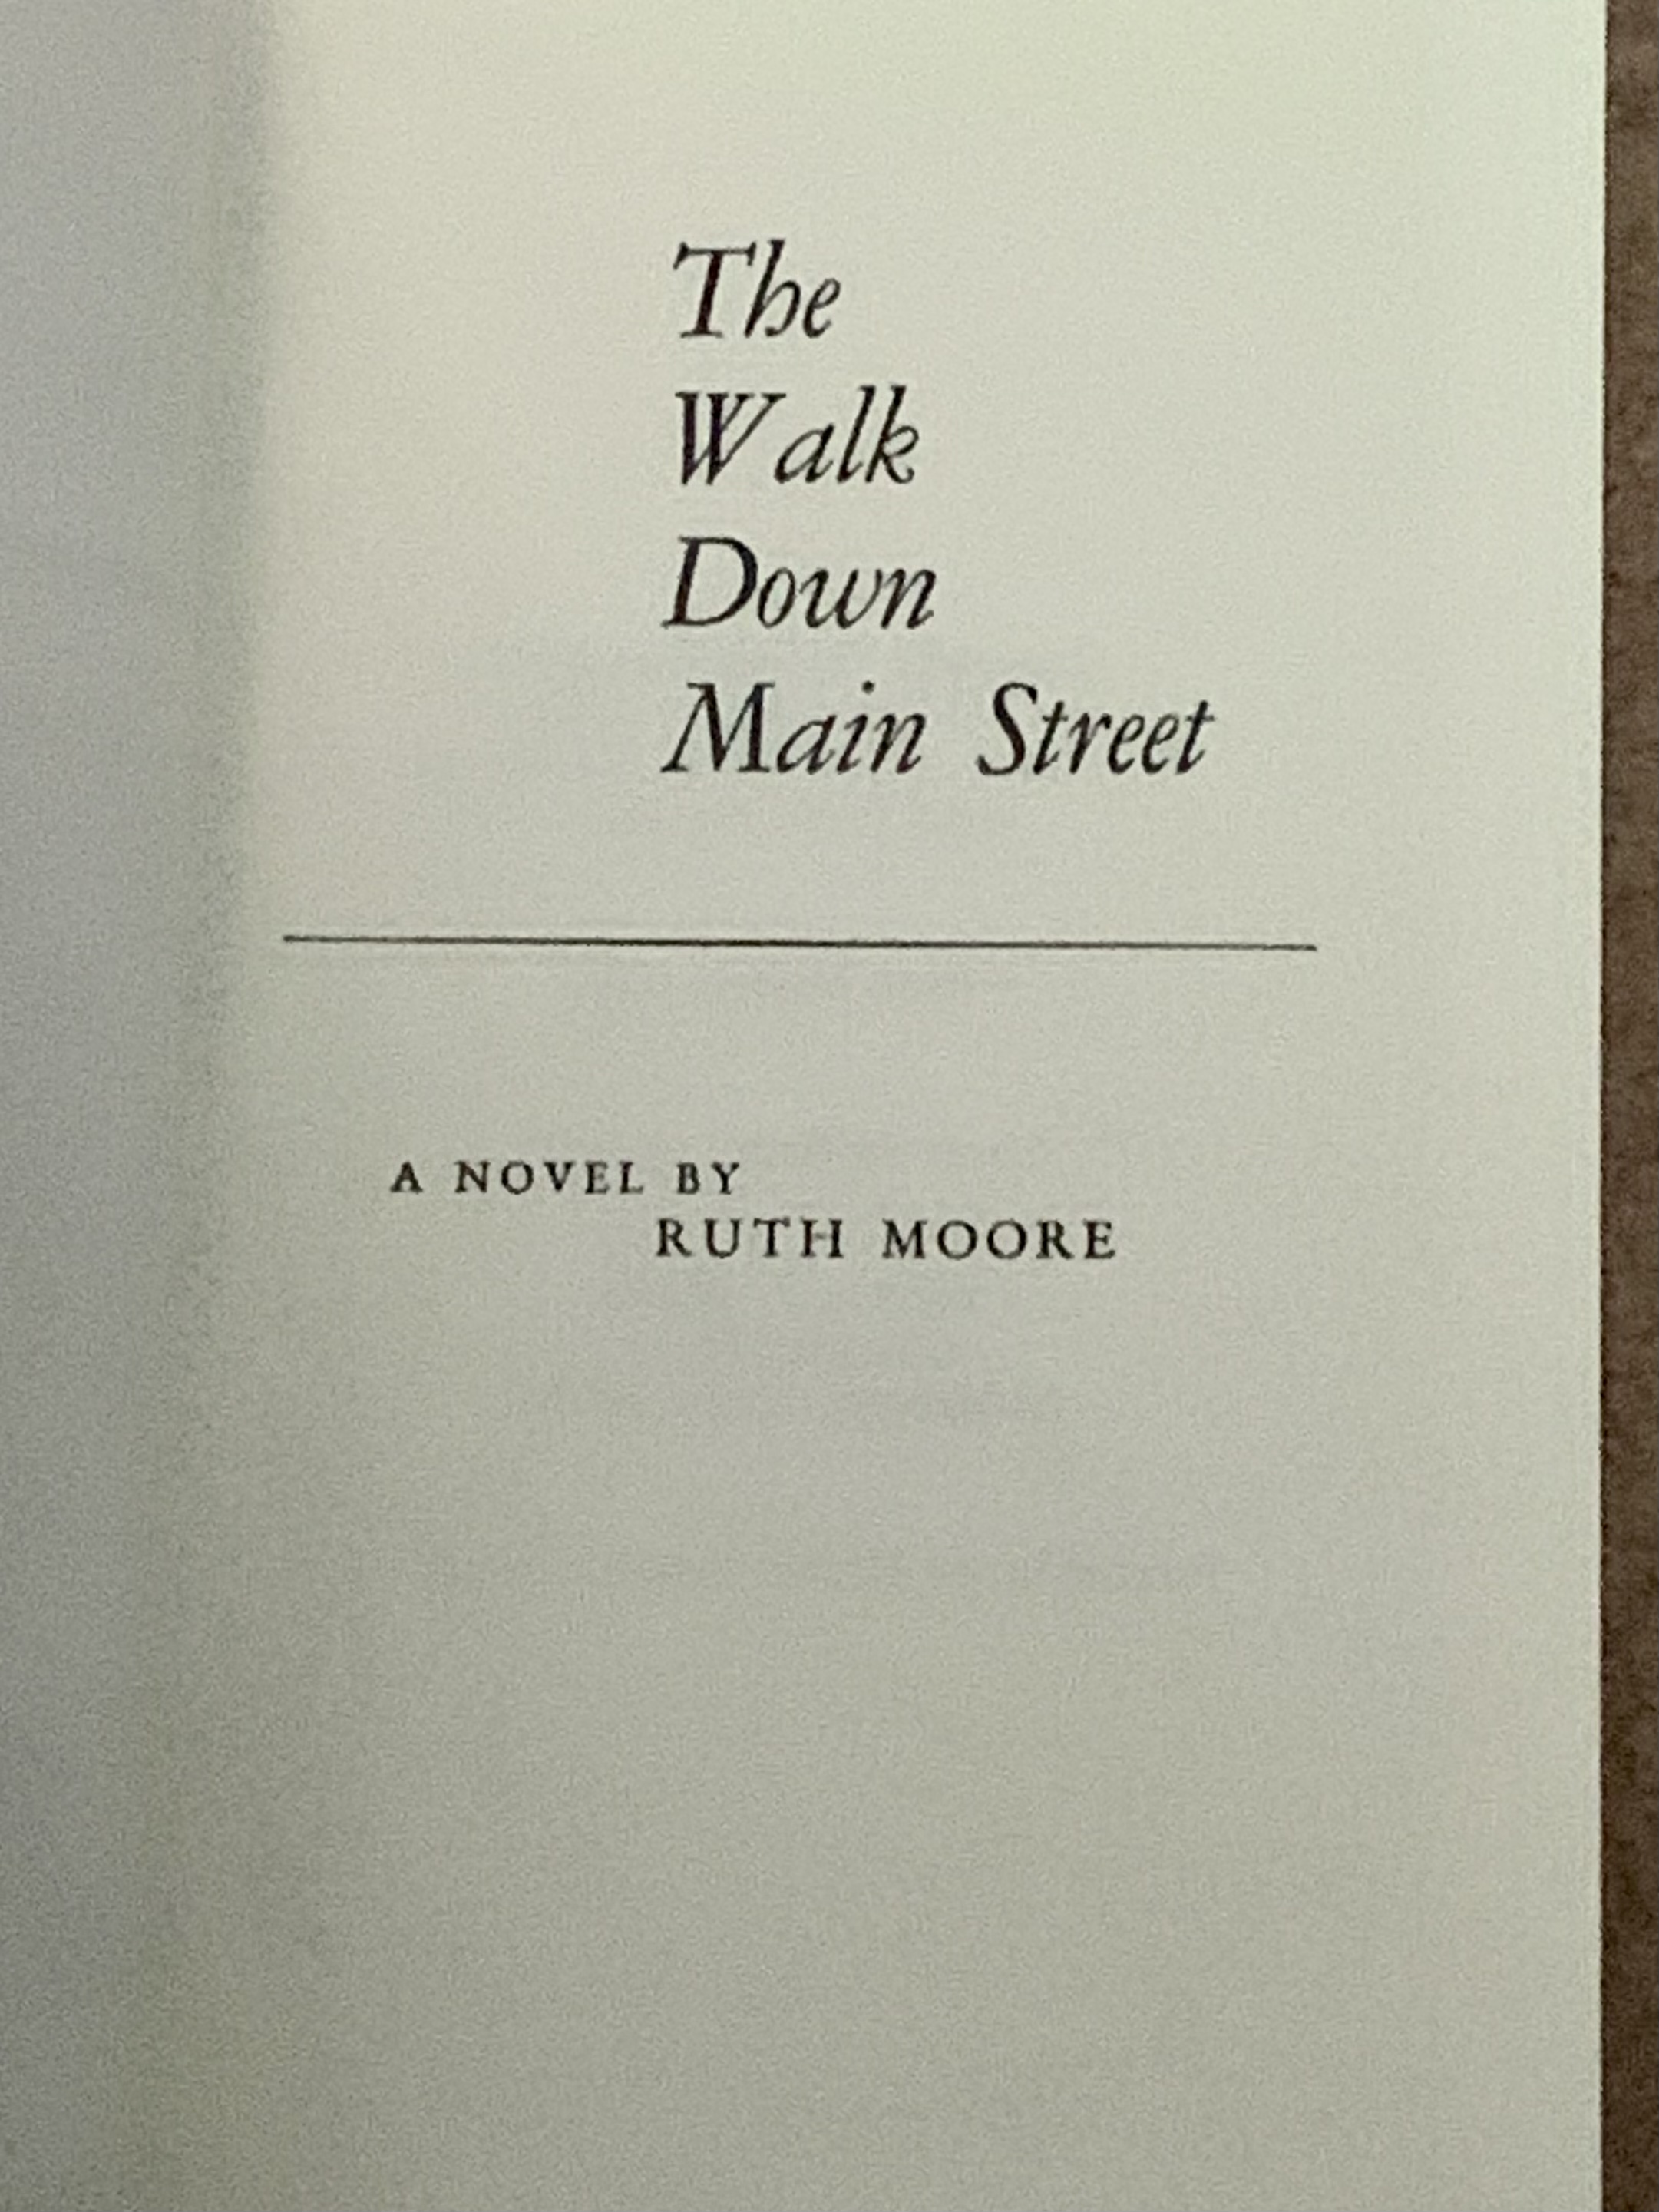 The
Walk
Down
Main Street
A NOVEL BY
RUTH MOORE